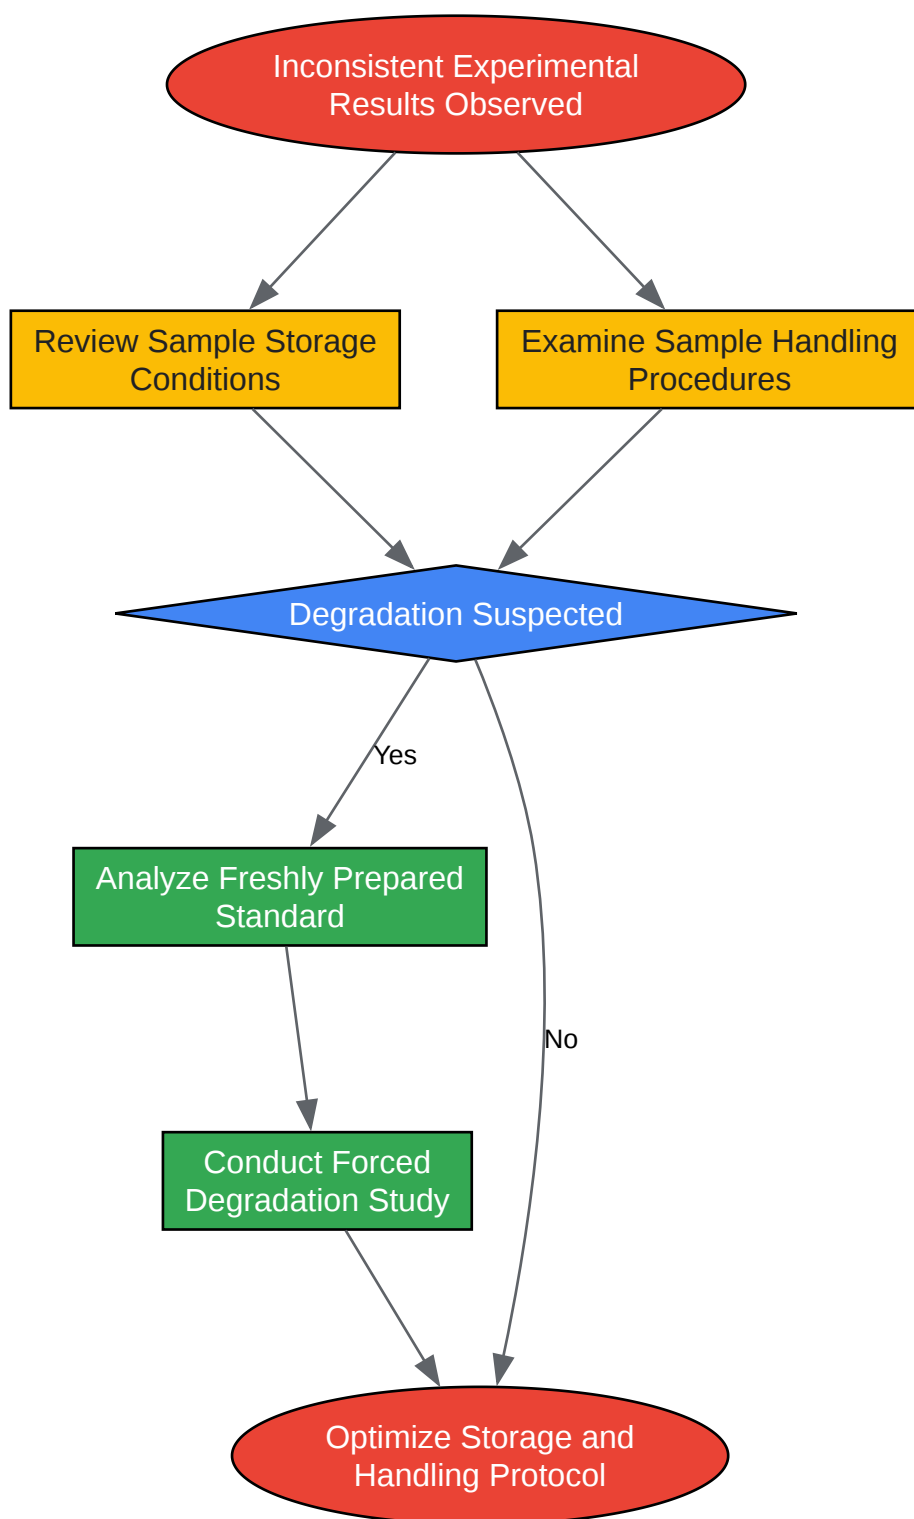 Inconsistent Experimental
Results Observed
Review Sample Storage
Conditions
Examine Sample Handling
Procedures
Degradation Suspected
Yes
Analyze Freshly Prepared
Standard
No
Conduct Forced
Degradation Study
Optimize Storage and
Handling Protocol